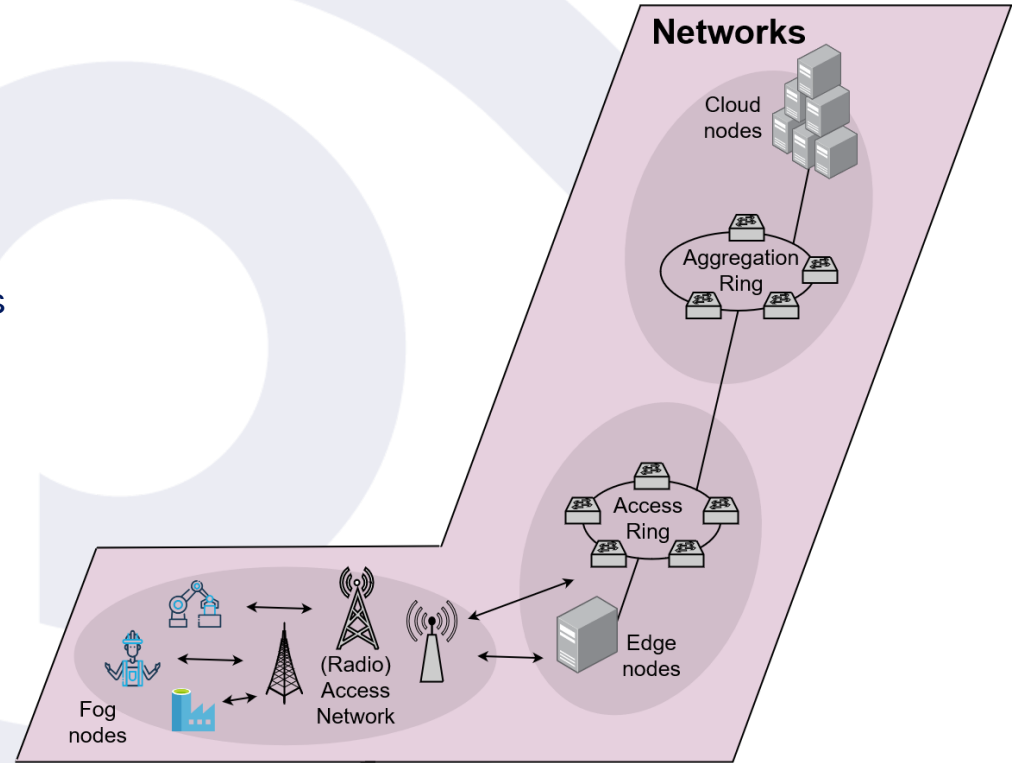 Networks
Cloud
nodes
Aggregation
Ring
s
Access
Ring
Edge
nodes
(Radio)
Access
Network
Fog
nodes